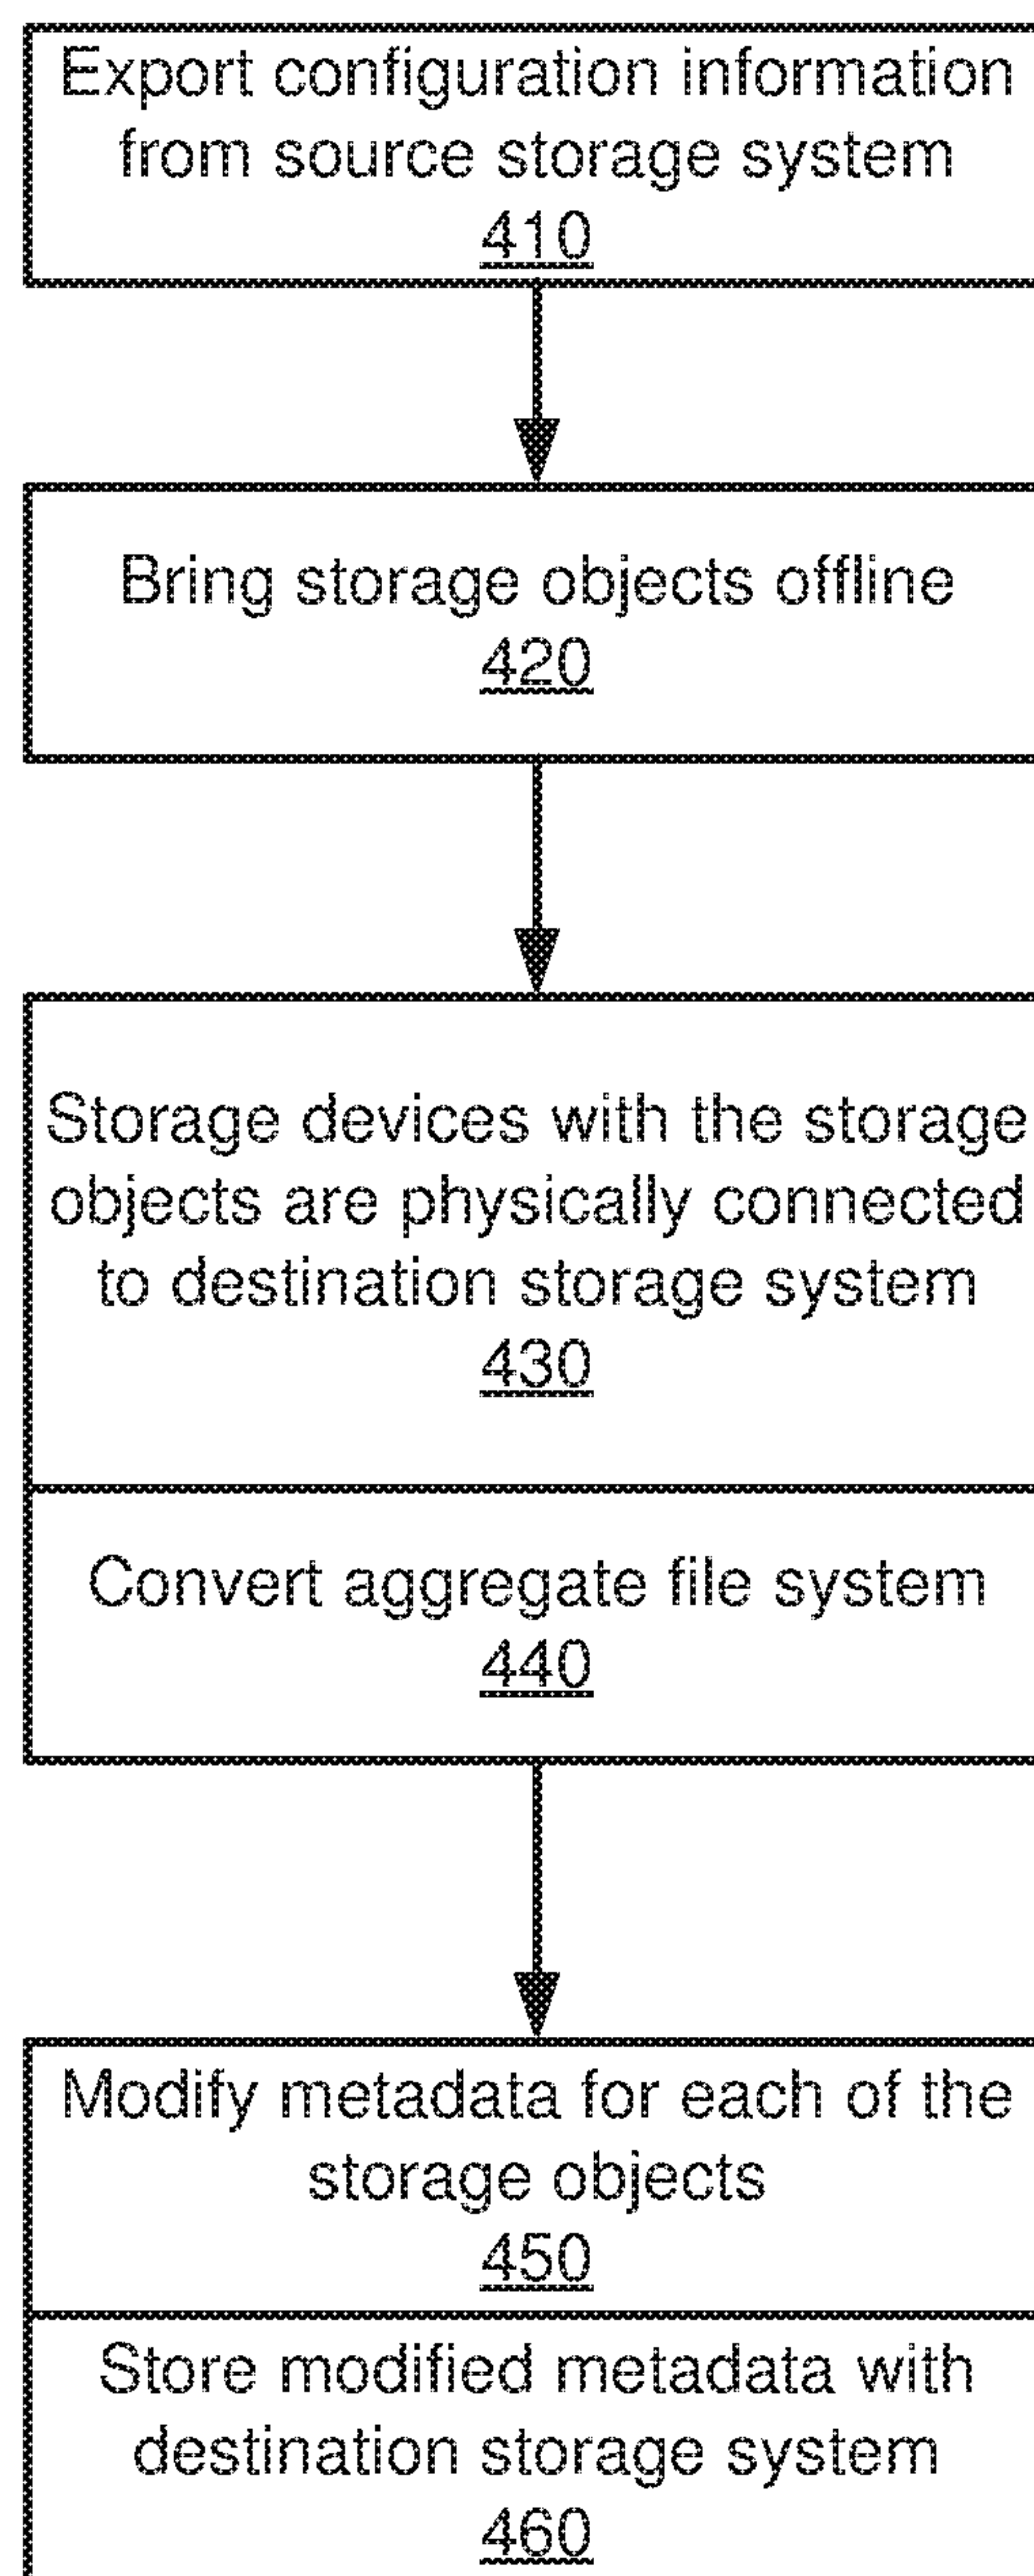 Export configuration information
from source storage system
410
Bring storage objects offline
420
Storage devices with the storage
objects are physically connected
to destination storage system
430
Convert aggregate file system
440
Modify metadata for each of the
storage objects
450
Store modified metadata with
destination storage system
460